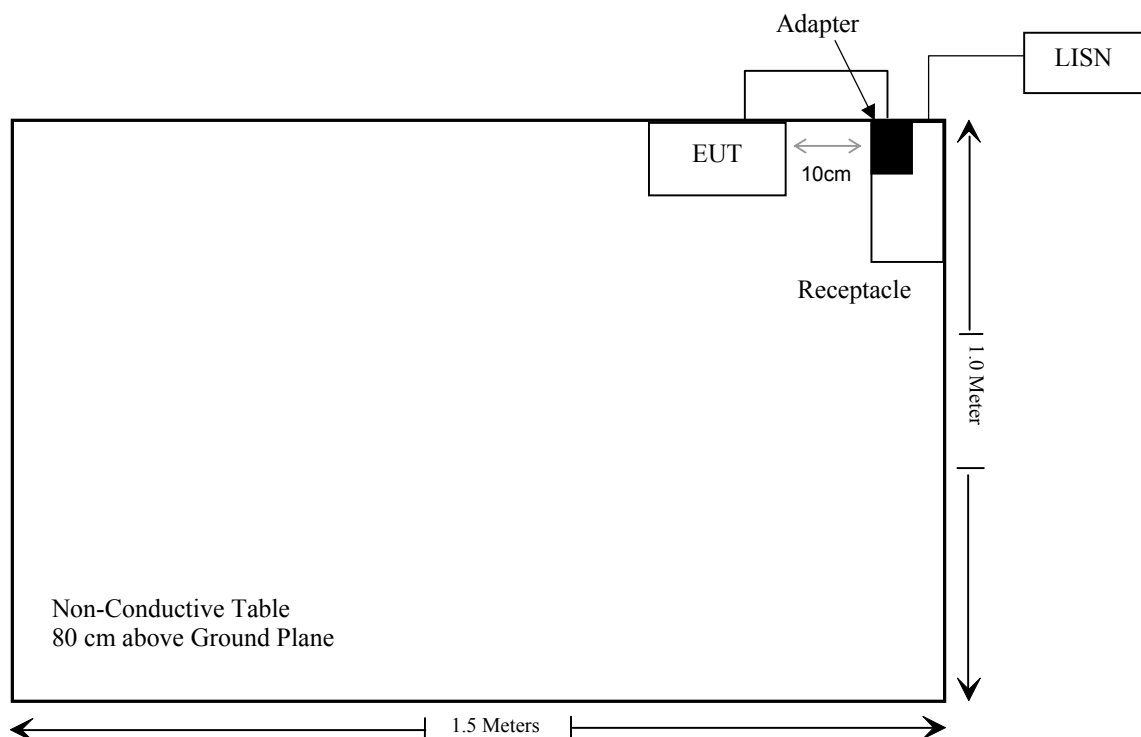 Adapter
LISN
EUT
10cm
Receptacle
1.0 Meter
Non-Conductive Table
80 cm above Ground Plane
1.5 Meters